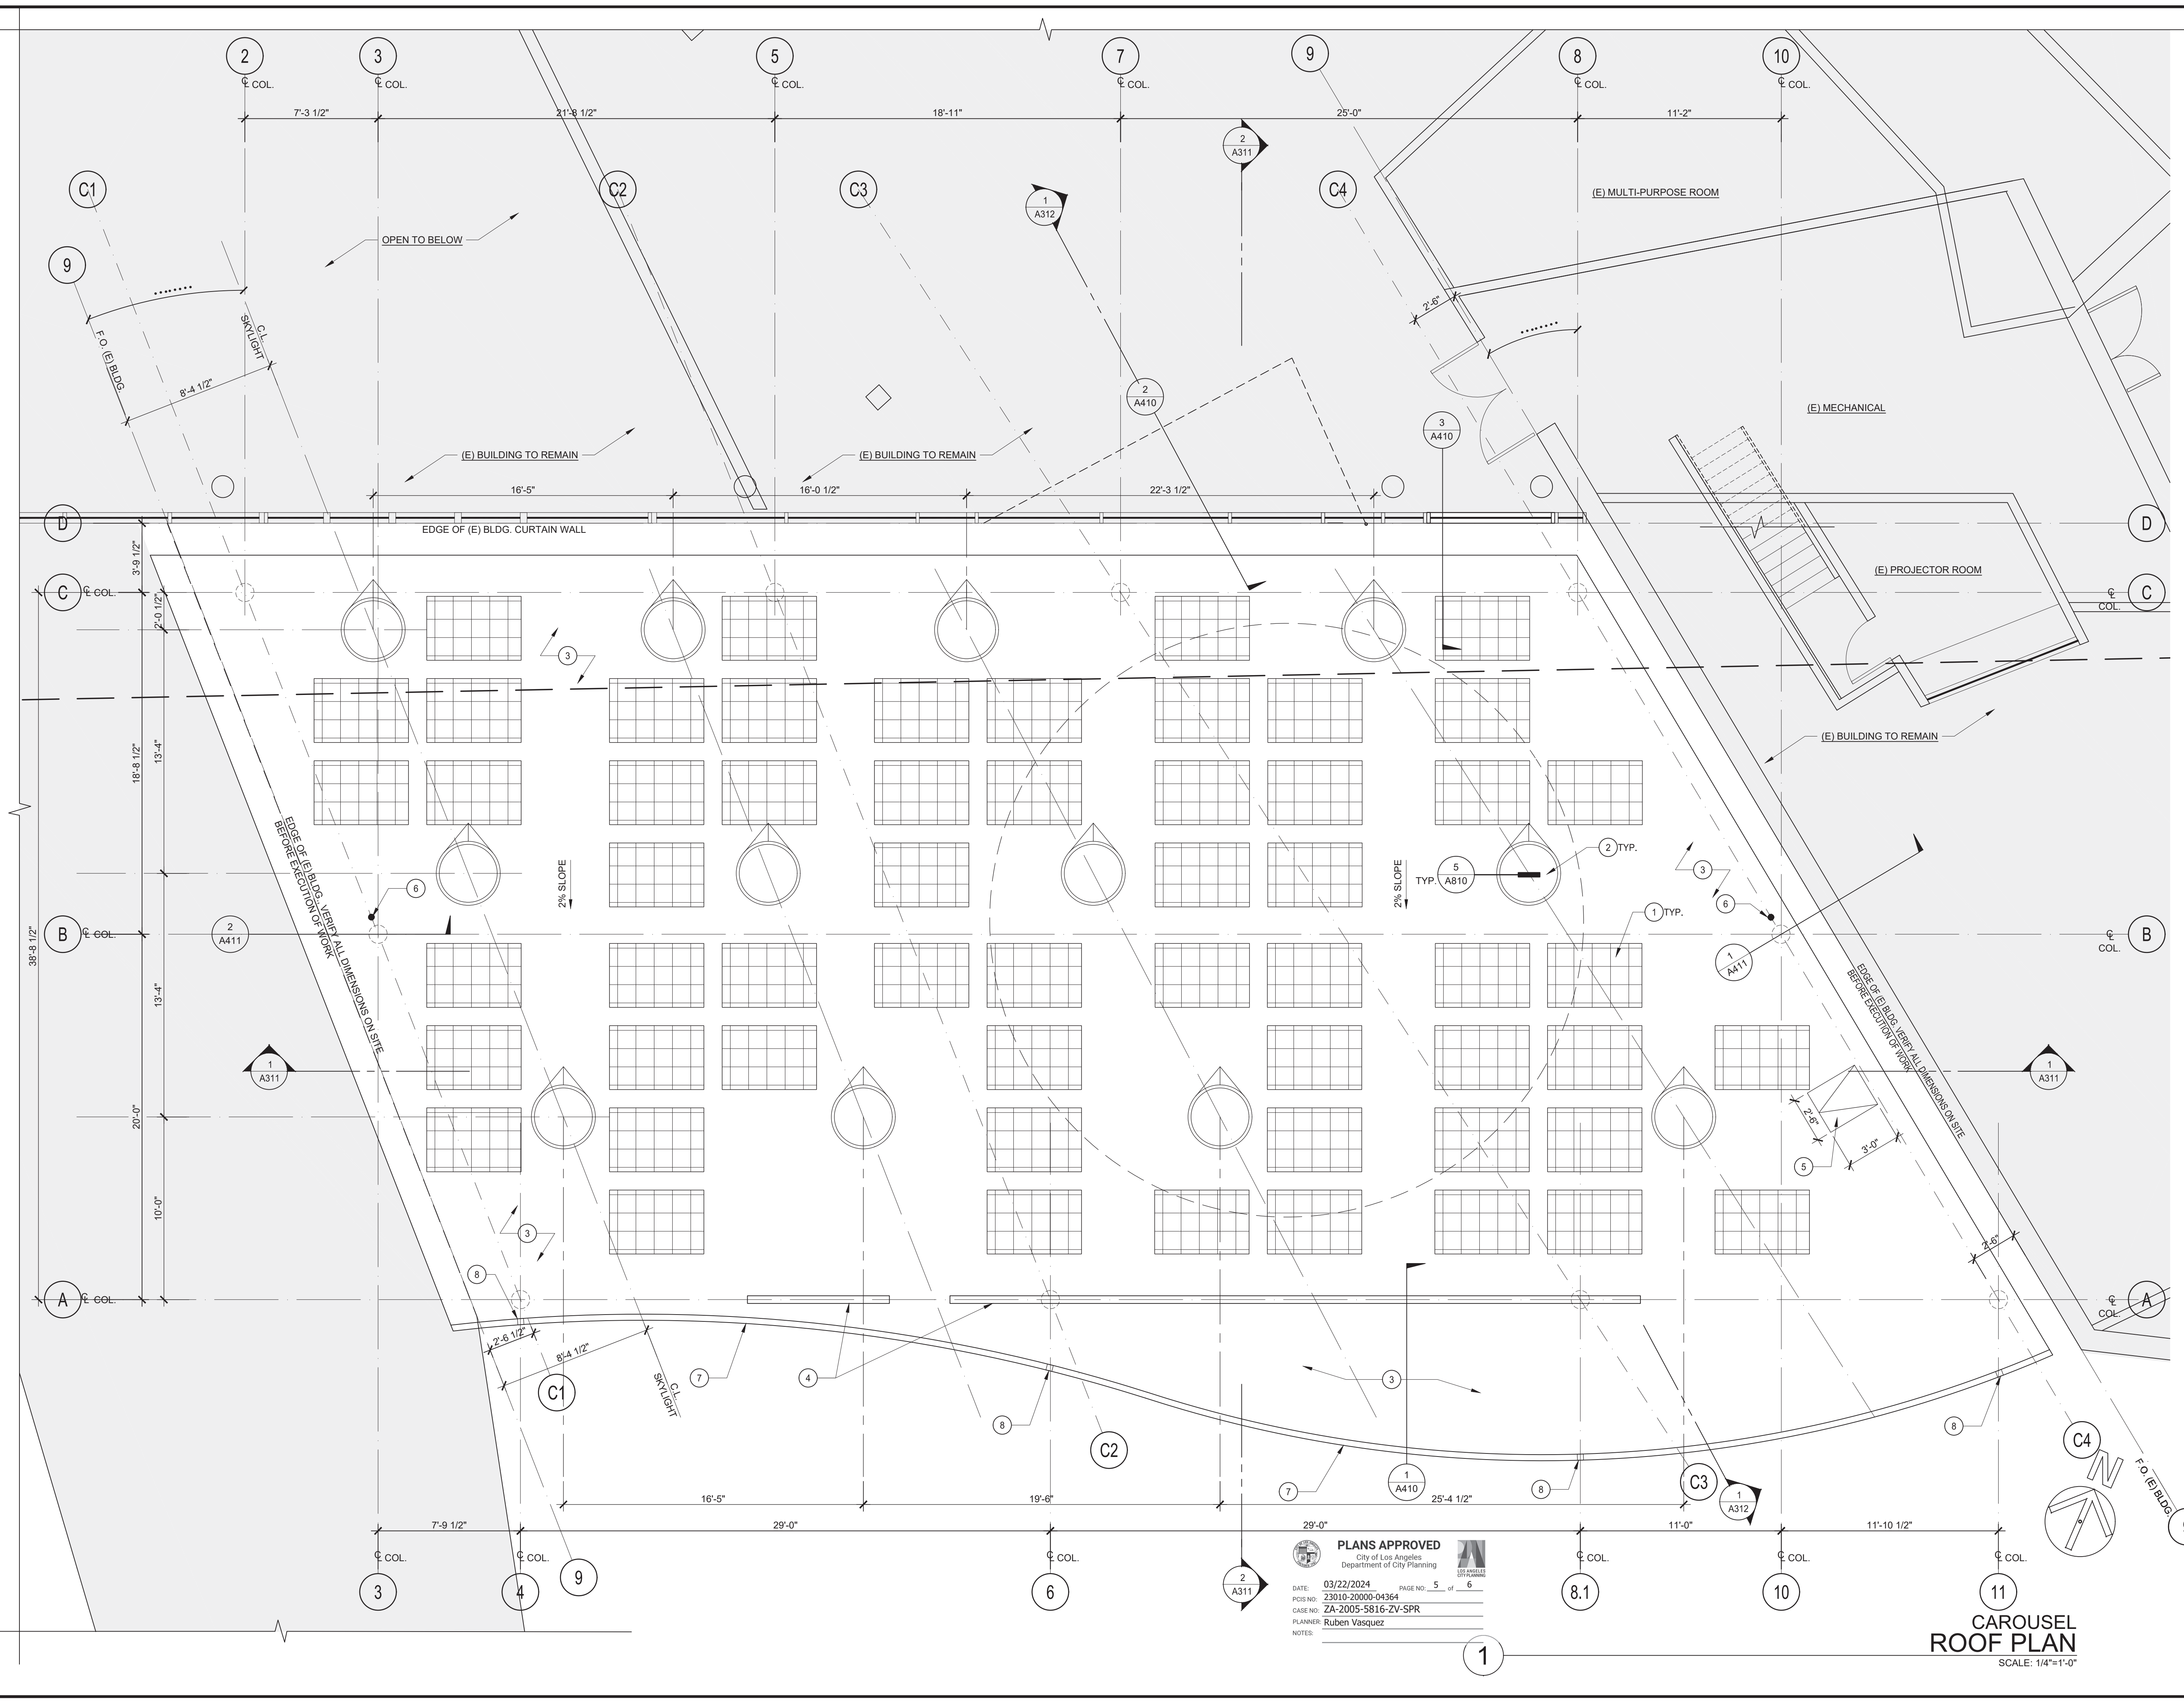 2
3
5
7
9
8
10
℄ COL.
℄ COL.
℄ COL.
℄ COL.
℄ COL.
℄ COL.
7'-3 1/2"
21'-8 1/2"
18'-11"
25'-0"
11'-2"
2
A311
C1
C2
C3
C4
1
A312
(E) MULTI-PURPOSE ROOM
OPEN TO BELOW
9
F.O. (E) BLDG.
C.L.
SKYLIGHT
8'-4 1/2"
2'-6"
2
A410
3
A410
(E) MECHANICAL
(E) BUILDING TO REMAIN
(E) BUILDING TO REMAIN
16'-5"
16'-0 1/2"
22'-3 1/2"
D
EDGE OF (E) BLDG. CURTAIN WALL
D
3'-9 1/2"
(E) PROJECTOR ROOM
C
℄ COL.
2'-0 1/2"
℄
COL.
C
3
(E) BUILDING TO REMAIN
18'-8 1/2"
13'-4"
EDGE OF (E) BLDG., VERIFY ALL DIMENSIONS ON SITE
BEFORE EXECUTION OF WORK
2% SLOPE
2% SLOPE
TYP.
5
A810
2
TYP.
3
6
1
TYP.
6
B
℄ COL.
2
A411
38'-8 1/2"
1
A411
℄
COL.
B
EDGE OF (E) BLDG. VERIFY ALL DIMENSIONS ON SITE
BEFORE EXECUTION OF WORK
13'-4"
1
A311
1
A311
20'-0"
2'-6"
3'-0"
5
10'-0"
3
8
2'-6"
A
℄ COL.
℄
COL.
A
2'-6 1/2"
8'-4 1/2"
C1
C.L.
SKYLIGHT
7
4
3
8
C2
8
C4
N
F.O. (E) BLDG.
7
1
A410
8
C3
1
A312
16'-5"
19'-6"
25'-4 1/2"
7'-9 1/2"
29'-0"
29'-0"
11'-0"
11'-10 1/2"
℄ COL.
℄ COL.
℄ COL.
℄ COL.
℄ COL.
℄ COL.
3
4
9
6
2
A311
8.1
10
11
PLANS APPROVED
City of Los Angeles
Department of City Planning
LOS ANGELES
CITY PLANNING
DATE: 03/22/2024 PAGE NO: 5 of 6
PCIS NO: 23010-20000-04364
CASE NO: ZA-2005-5816-ZV-SPR
PLANNER: Ruben Vasquez
NOTES:
1
CAROUSEL
ROOF PLAN
SCALE: 1/4"=1'-0"